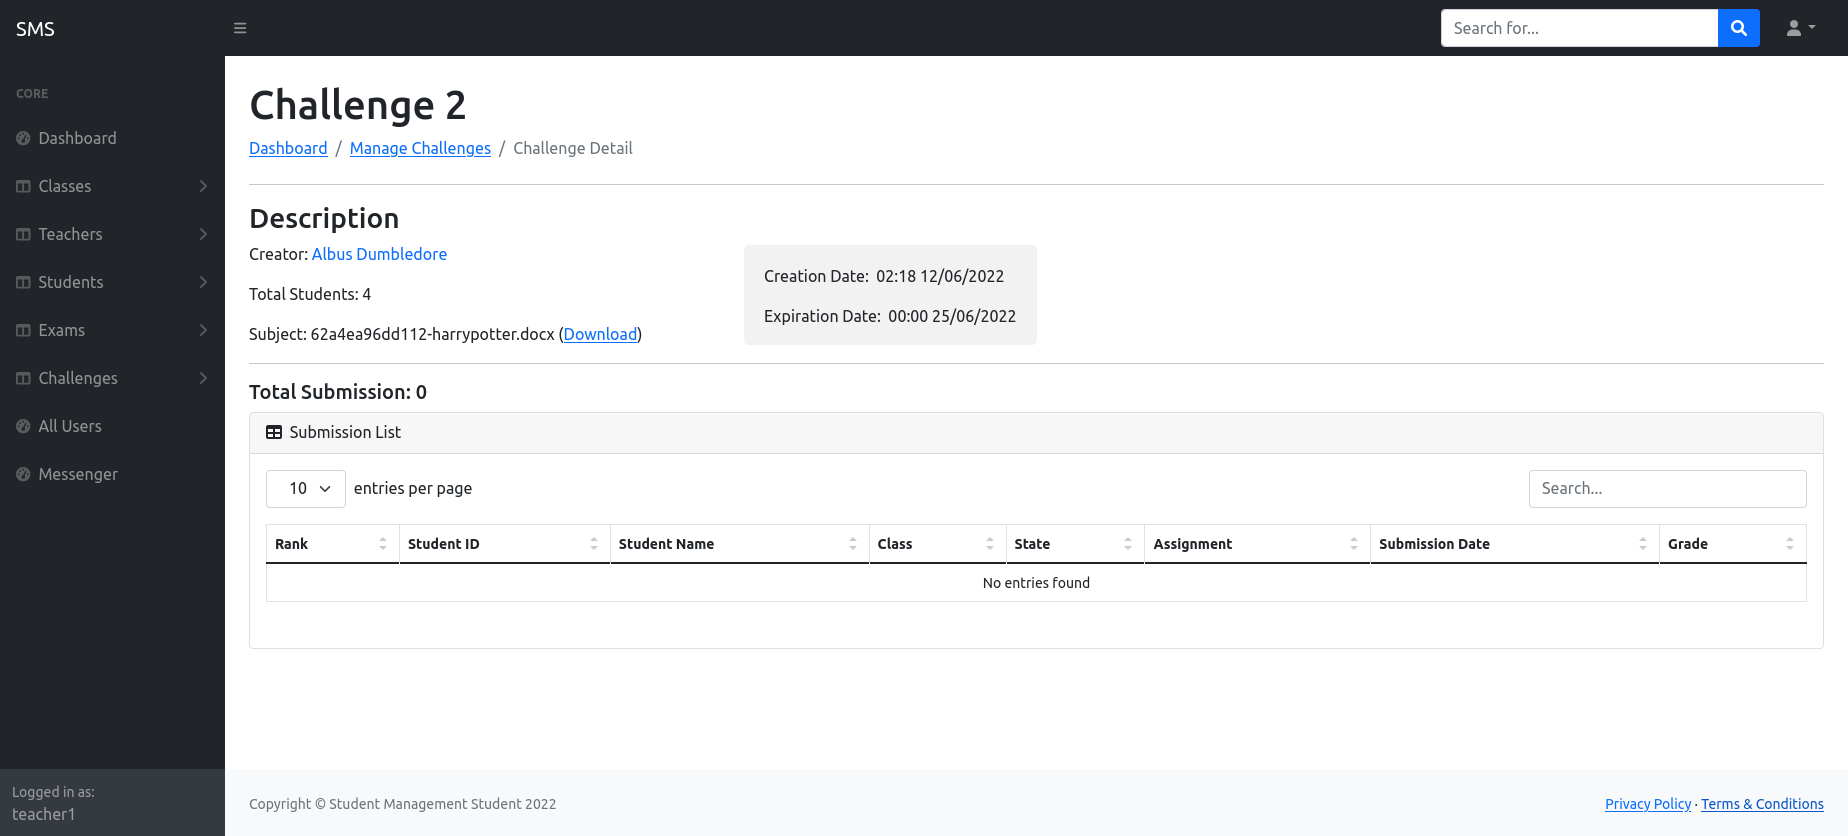 SMS
Search for...
CORE
Dashboard
Classes
Teachers
Students
Exams
Challenges
All Users
Messenger
Logged in as:
teacher1
Challenge 2
Dashboard / Manage Challenges / Challenge Detail
Description
Creator: Albus Dumbledore
Total Students: 4
Subject: 62a4ea96dd112-harrypotter.docx (Download)
Creation Date: 02:18 12/06/2022
Expiration Date: 00:00 25/06/2022
Total Submission: 0
Submission List
10 entries per page
Search...
Rank Student ID Student Name Class State Assignment Submission Date Grade
No entries found
Copyright © Student Management Student 2022
Privacy Policy · Terms & Conditions